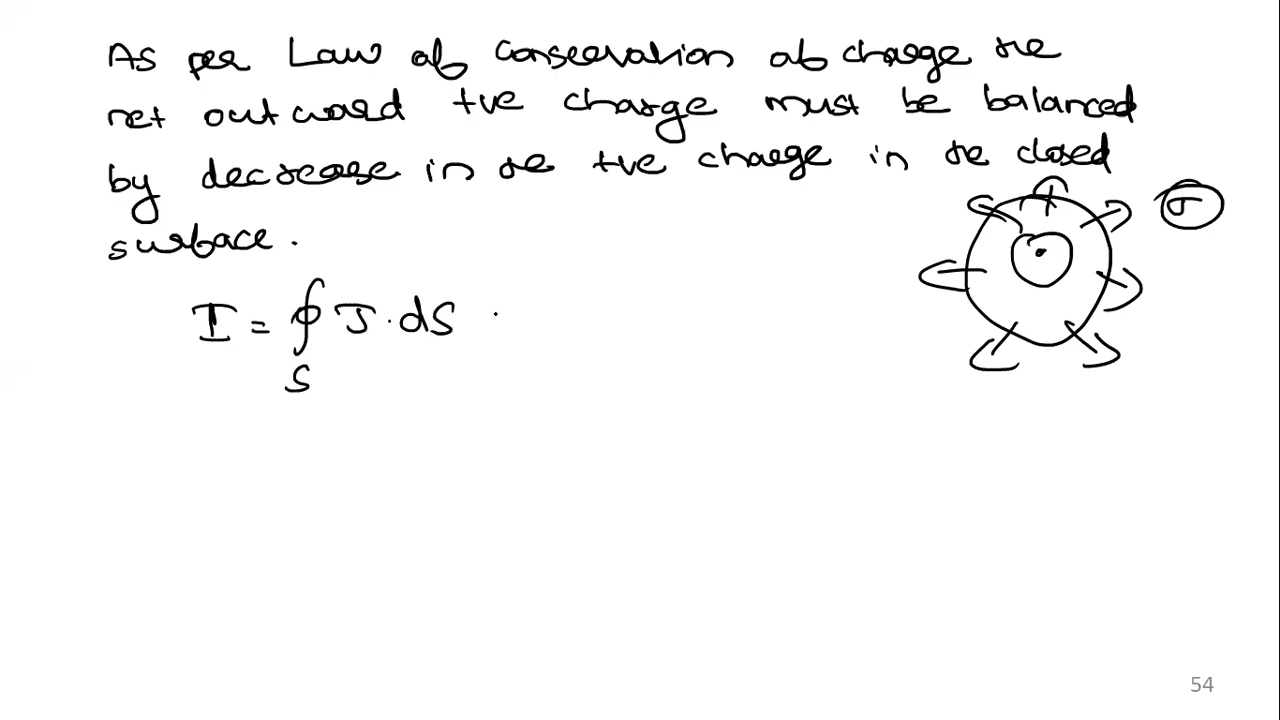 As per Law of conservation of charge the
net outward +ve charge must be balanced
by decrease in the +ve charge in the closed
surface.
σ
I = ∮ J · dS
S
54